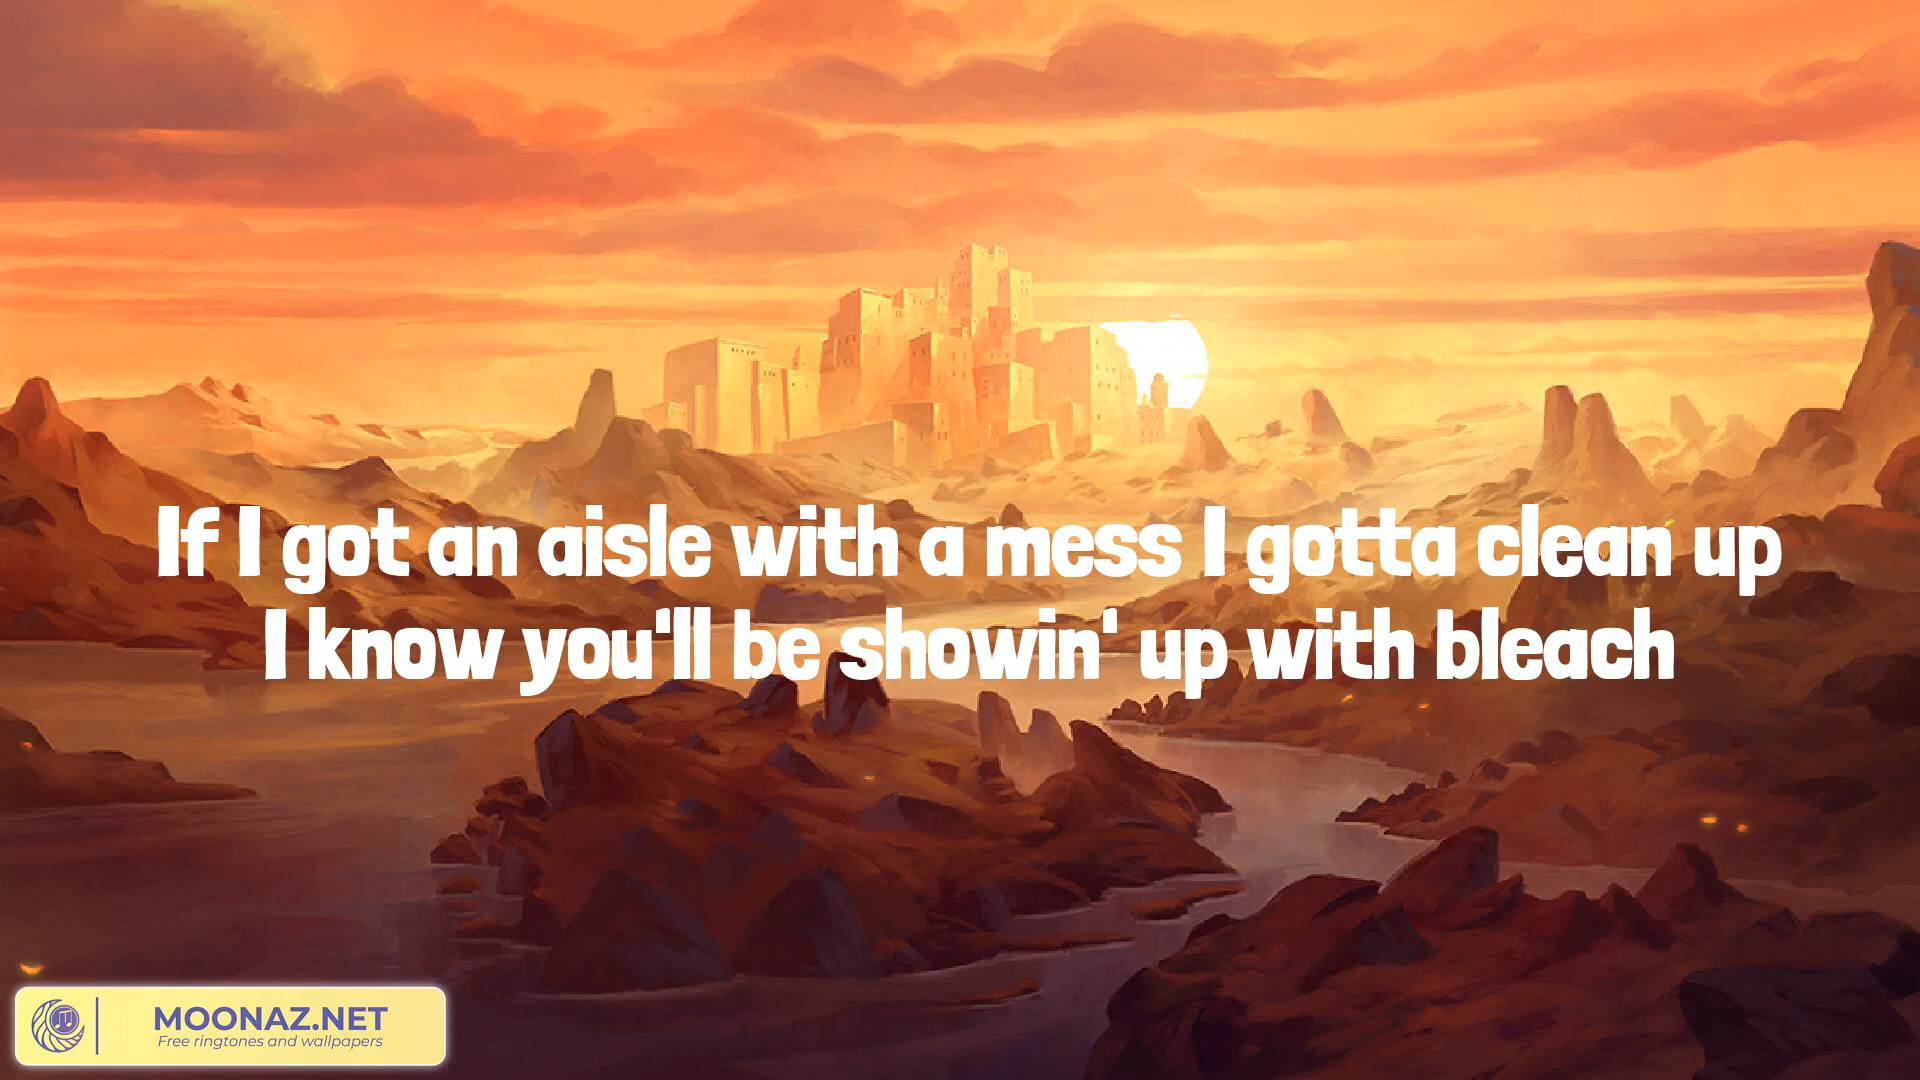 If I got an aisle with a mess I gotta clean up
I know you'll be showin' up with bleach
MOONAZ.NET
Free ringtones and wallpapers